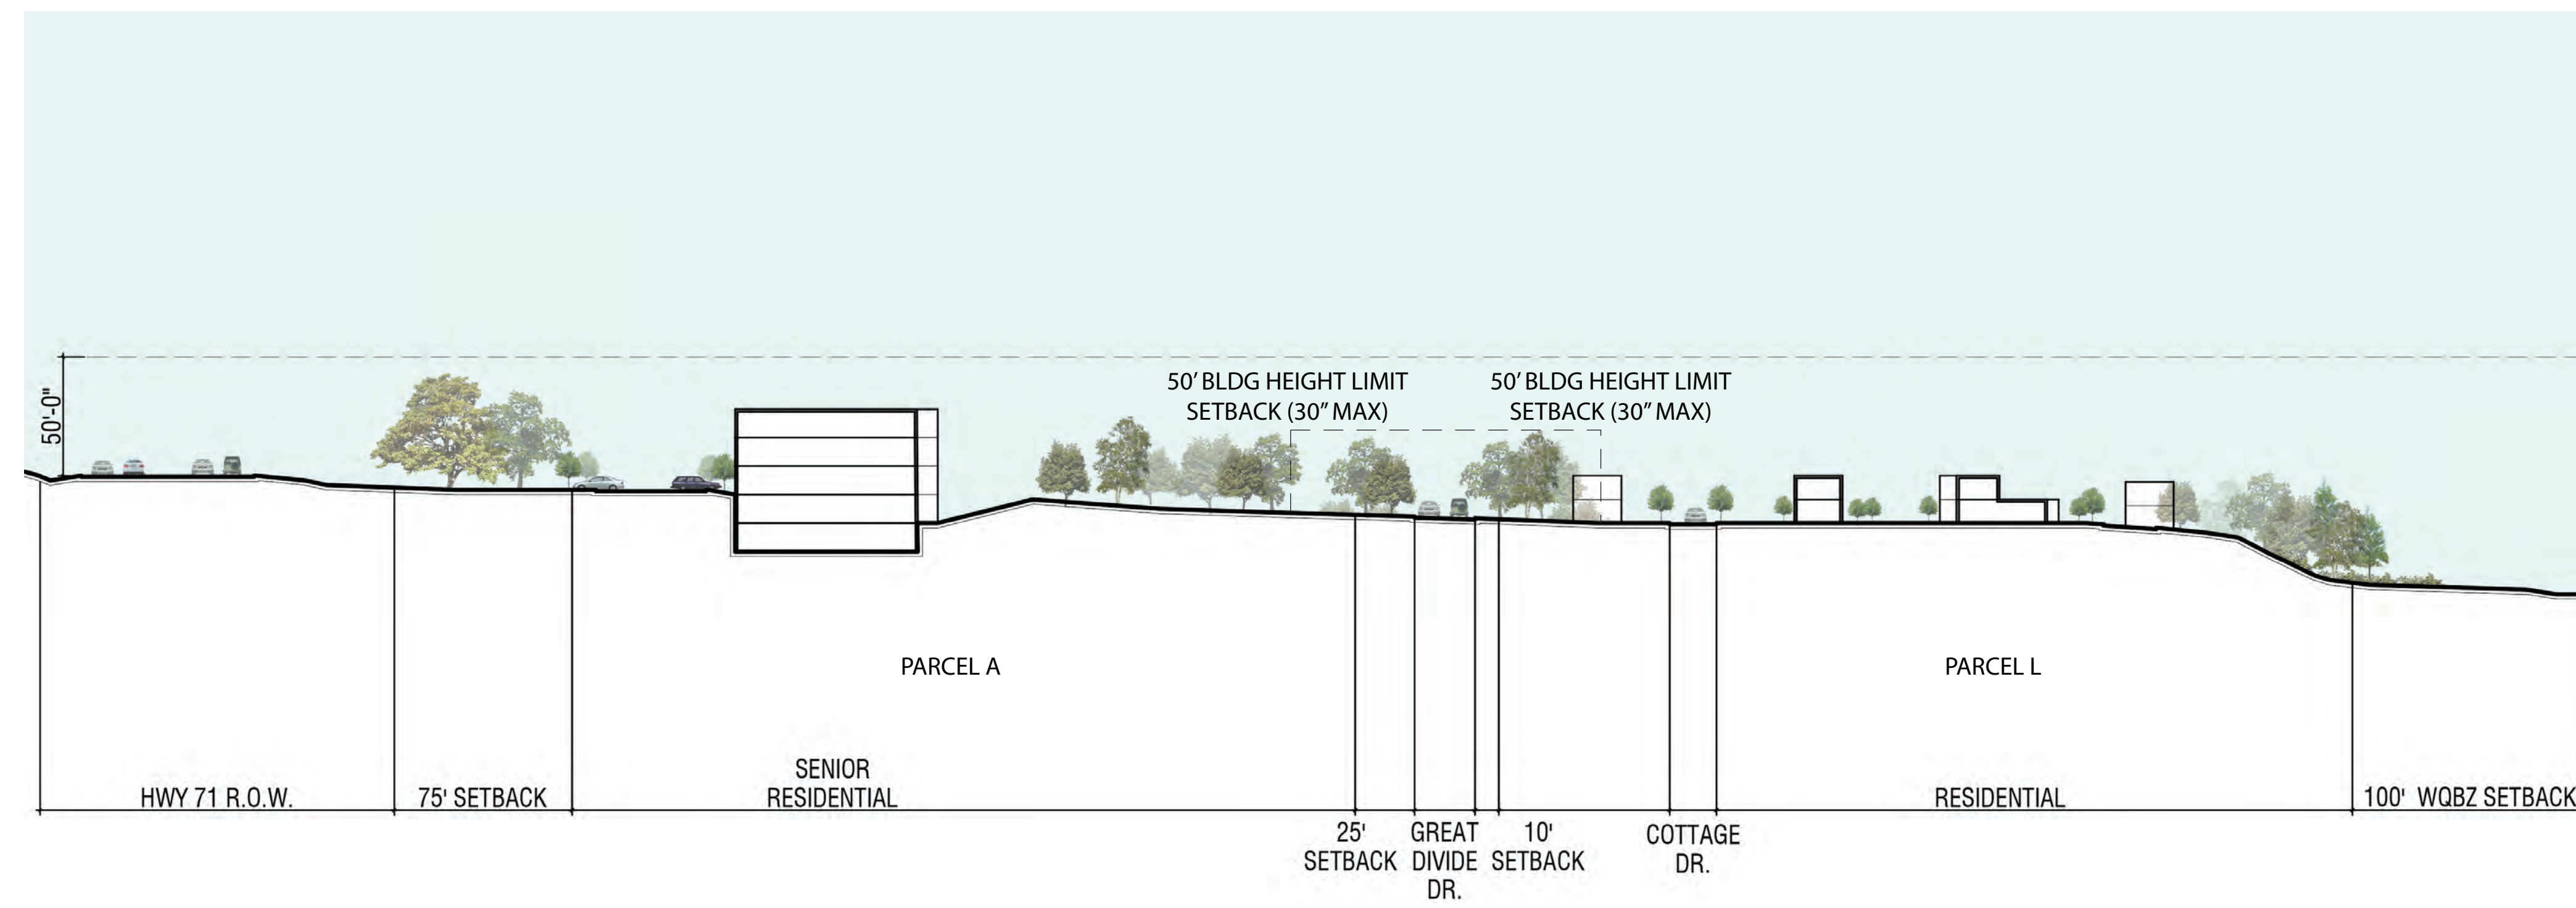 50'-0"
50' BLDG HEIGHT LIMIT
SETBACK (30" MAX)
50' BLDG HEIGHT LIMIT
SETBACK (30" MAX)
PARCEL A
PARCEL L
HWY 71 R.O.W.
75' SETBACK
SENIOR
RESIDENTIAL
RESIDENTIAL
100' WQBZ SETBACK
25'
SETBACK
GREAT
DIVIDE
DR.
10'
SETBACK
COTTAGE
DR.